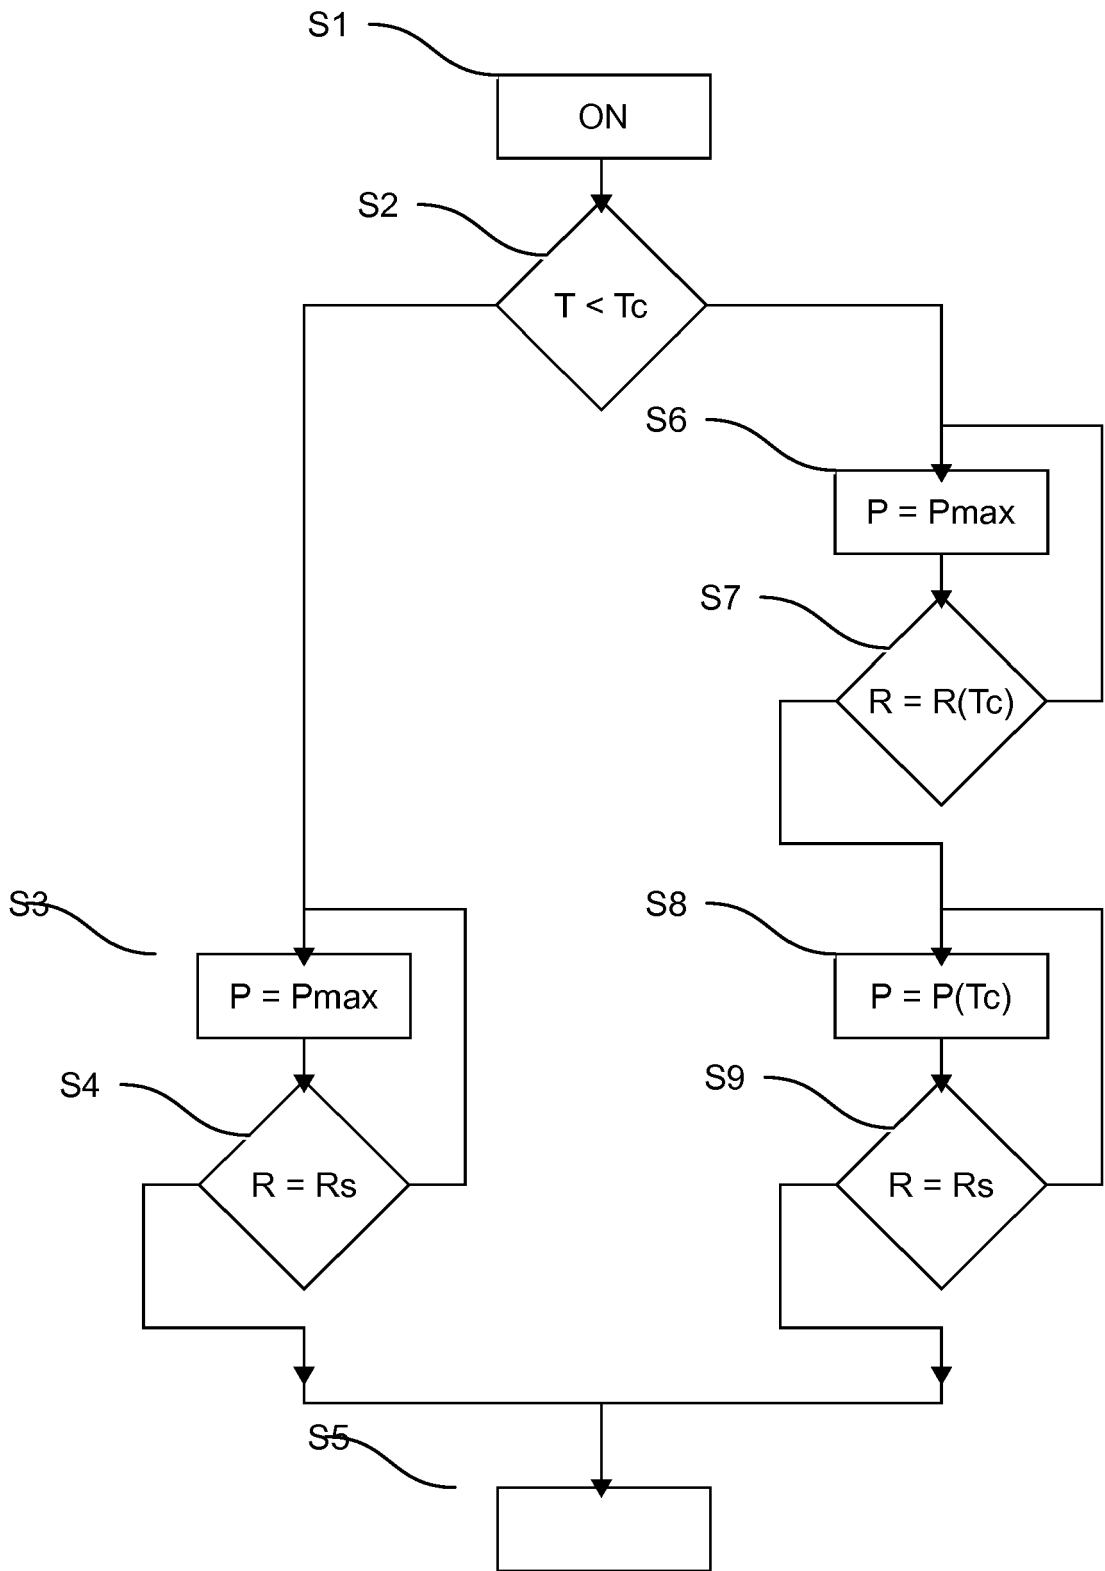 S1
ON
S2
T < Tc
S6
P = Pmax
S7
R = R(Tc)
S3
P = Pmax
S8
P = P(Tc)
S4
R = Rs
S9
R = Rs
S5